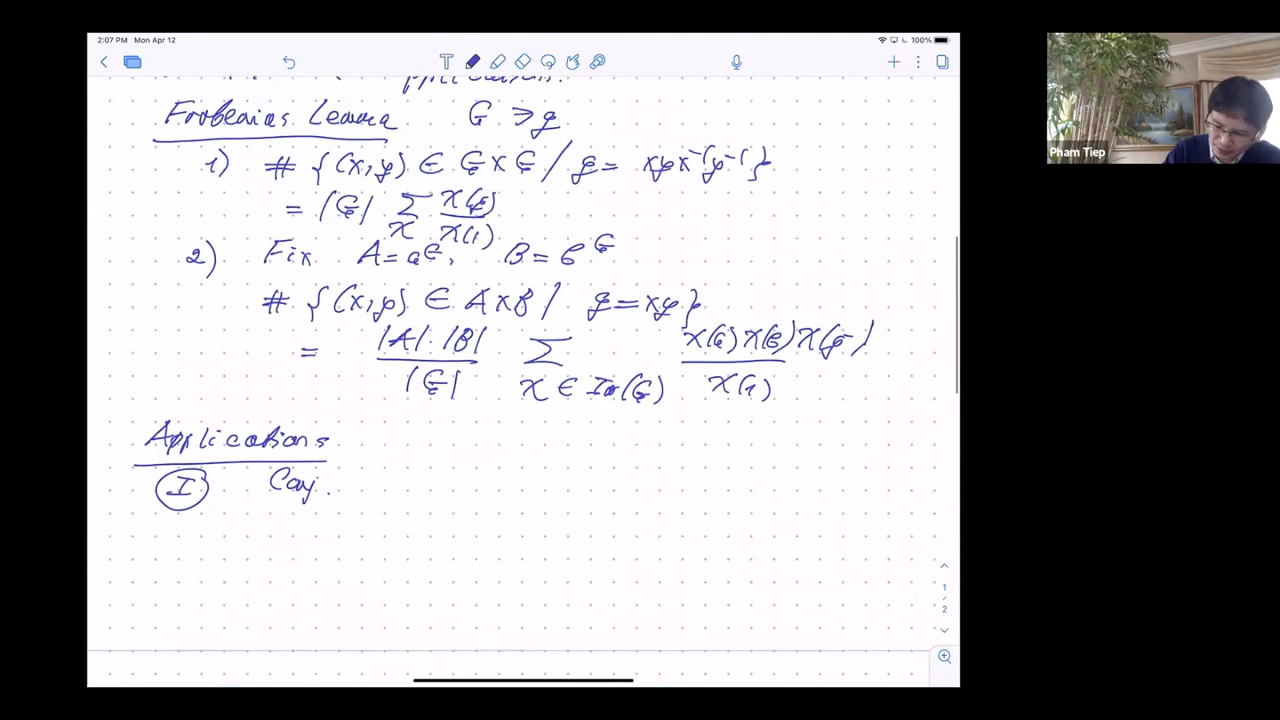 2:07 PM Mon Apr 12
100%
T
Frobenius Lemma G ∋ g
1) # {(x,y) ∈ G×G / g = xyx⁻¹y⁻¹}
= |G| Σ_χ χ(g)/χ(1)
2) Fix A = a^G, B = b^G
# {(x,y) ∈ A×B / g = xy}
= |A|·|B| / |G| Σ_{χ ∈ Irr(G)} χ(a)χ(b)χ(g⁻) / χ(1)
Applications
I Conj.
1
/
2
Pham Tiep